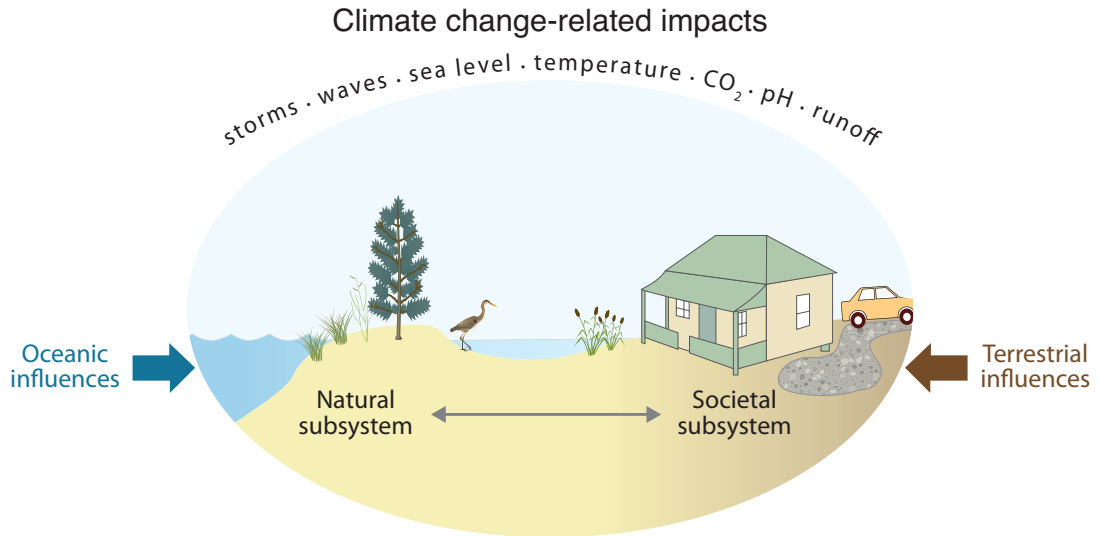 Climate change-related impacts
storms · waves · sea level · temperature · CO₂ · pH · runoff
Oceanic
influences
Natural
subsystem
Societal
subsystem
Terrestrial
influences